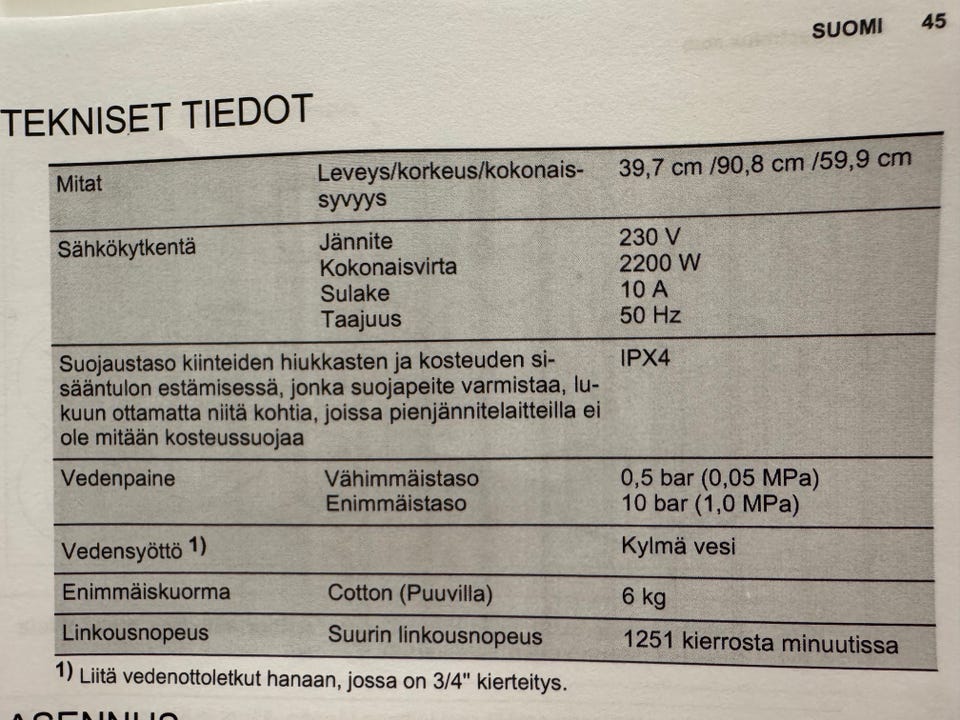 SUOMI 45
TEKNISET TIEDOT
Mitat Leveys/korkeus/kokonais- 39,7 cm /90,8 cm /59,9 cm
syvyys
Sähkökytkentä Jännite 230 V
Kokonaisvirta 2200 W
Sulake 10 A
Taajuus 50 Hz
Suojaustaso kiinteiden hiukkasten ja kosteuden si- IPX4
sääntulon estämisessä, jonka suojapeite varmistaa, lu-
kuun ottamatta niitä kohtia, joissa pienjännitelaitteilla ei
ole mitään kosteussuojaa
Vedenpaine Vähimmäistaso 0,5 bar (0,05 MPa)
Enimmäistaso 10 bar (1,0 MPa)
Vedensyöttö 1) Kylmä vesi
Enimmäiskuorma Cotton (Puuvilla) 6 kg
Linkousnopeus Suurin linkousnopeus 1251 kierrosta minuutissa
1) Liitä vedenottoletkut hanaan, jossa on 3/4" kierteitys.
ASENNUS